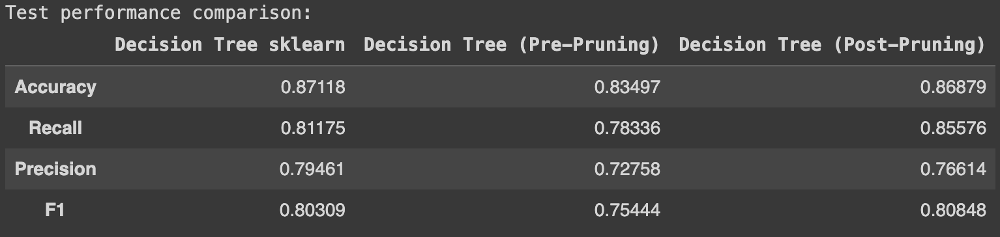 Test performance comparison:
Decision Tree sklearn Decision Tree (Pre-Pruning) Decision Tree (Post-Pruning)
Accuracy 0.87118 0.83497 0.86879
Recall 0.81175 0.78336 0.85576
Precision 0.79461 0.72758 0.76614
F1 0.80309 0.75444 0.80848